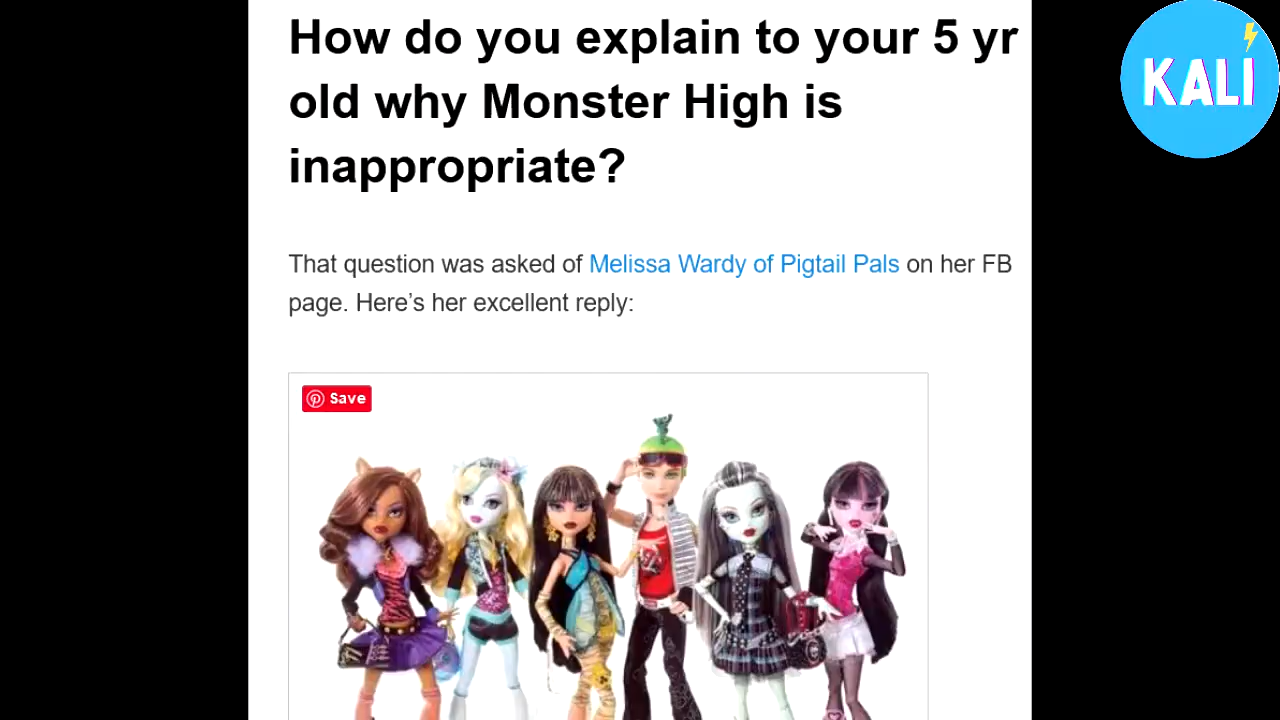 How do you explain to your 5 yr
old why Monster High is
inappropriate?
KALI
That question was asked of Melissa Wardy of Pigtail Pals on her FB
page. Here’s her excellent reply:
Save